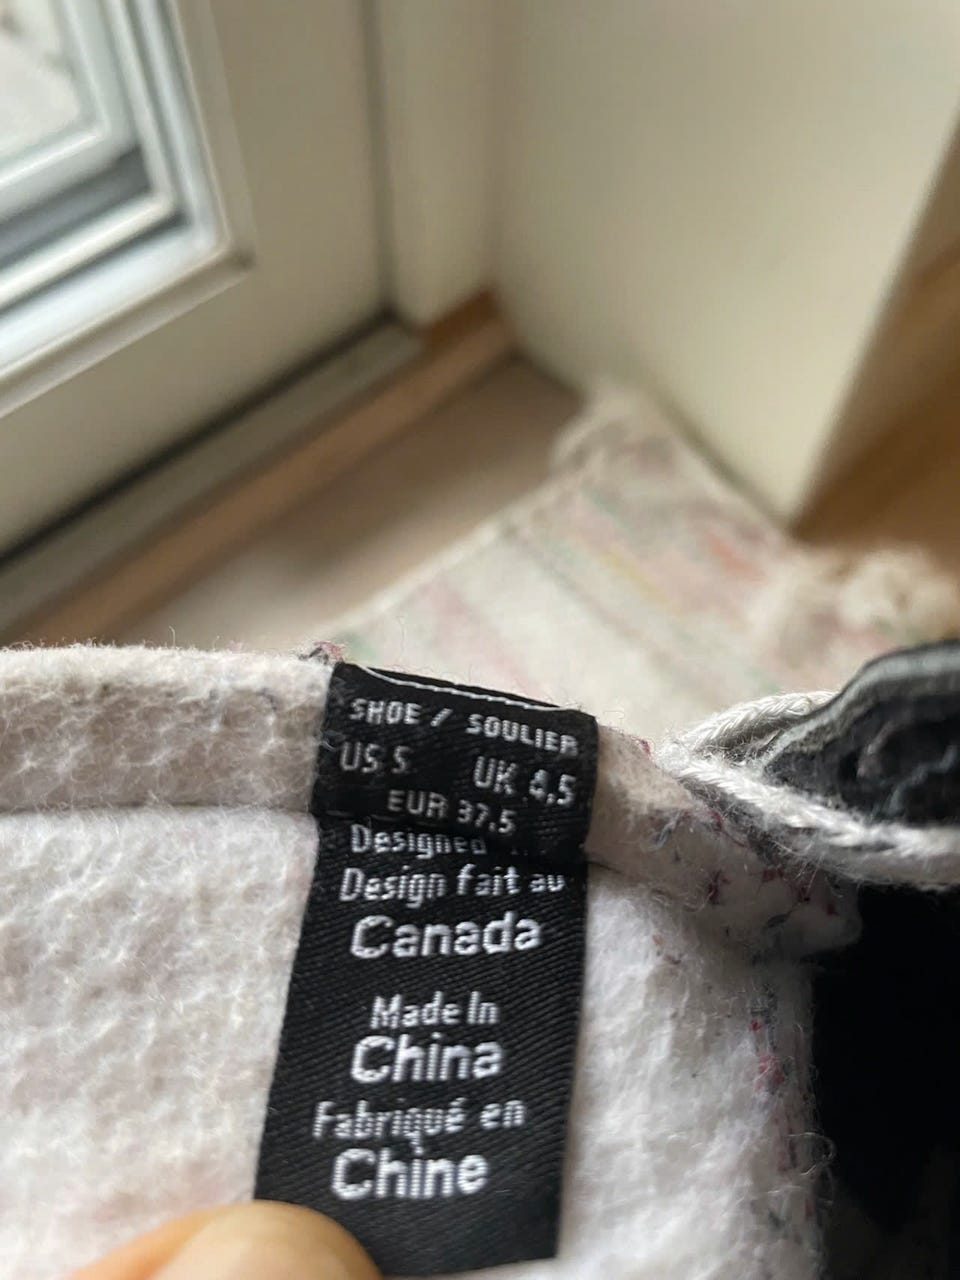 SHOE / SOULIER
US 5 UK 4.5
EUR 37.5
Designed
Design fait au
Canada
Made In
China
Fabriqué en
Chine